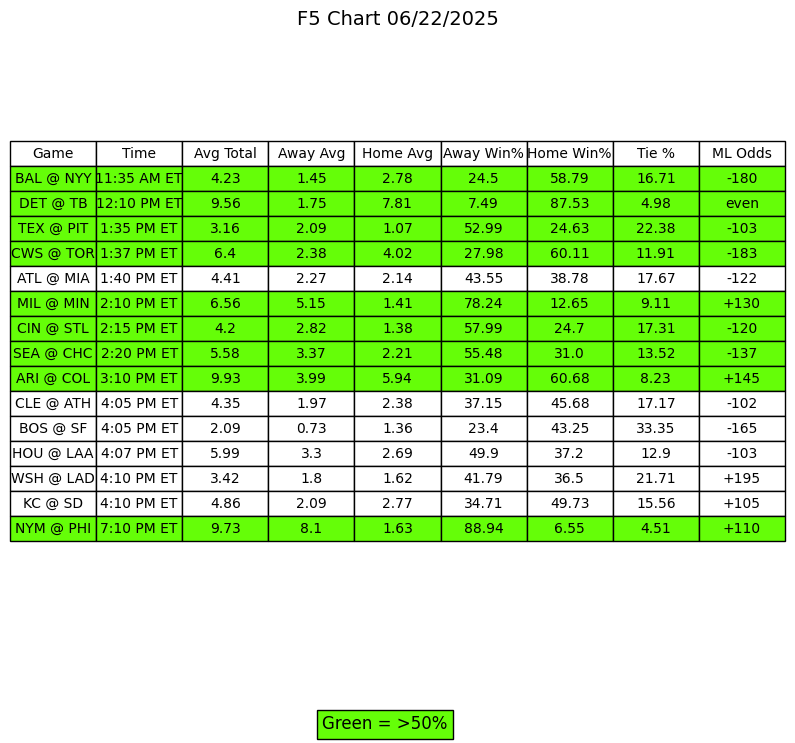 F5 Chart 06/22/2025
Game Time Avg Total Away Avg Home Avg Away Win% Home Win% Tie % ML Odds
BAL @ NYY 11:35 AM ET 4.23 1.45 2.78 24.5 58.79 16.71 -180
DET @ TB 12:10 PM ET 9.56 1.75 7.81 7.49 87.53 4.98 even
TEX @ PIT 1:35 PM ET 3.16 2.09 1.07 52.99 24.63 22.38 -103
CWS @ TOR 1:37 PM ET 6.4 2.38 4.02 27.98 60.11 11.91 -183
ATL @ MIA 1:40 PM ET 4.41 2.27 2.14 43.55 38.78 17.67 -122
MIL @ MIN 2:10 PM ET 6.56 5.15 1.41 78.24 12.65 9.11 +130
CIN @ STL 2:15 PM ET 4.2 2.82 1.38 57.99 24.7 17.31 -120
SEA @ CHC 2:20 PM ET 5.58 3.37 2.21 55.48 31.0 13.52 -137
ARI @ COL 3:10 PM ET 9.93 3.99 5.94 31.09 60.68 8.23 +145
CLE @ ATH 4:05 PM ET 4.35 1.97 2.38 37.15 45.68 17.17 -102
BOS @ SF 4:05 PM ET 2.09 0.73 1.36 23.4 43.25 33.35 -165
HOU @ LAA 4:07 PM ET 5.99 3.3 2.69 49.9 37.2 12.9 -103
WSH @ LAD 4:10 PM ET 3.42 1.8 1.62 41.79 36.5 21.71 +195
KC @ SD 4:10 PM ET 4.86 2.09 2.77 34.71 49.73 15.56 +105
NYM @ PHI 7:10 PM ET 9.73 8.1 1.63 88.94 6.55 4.51 +110
Green = >50%